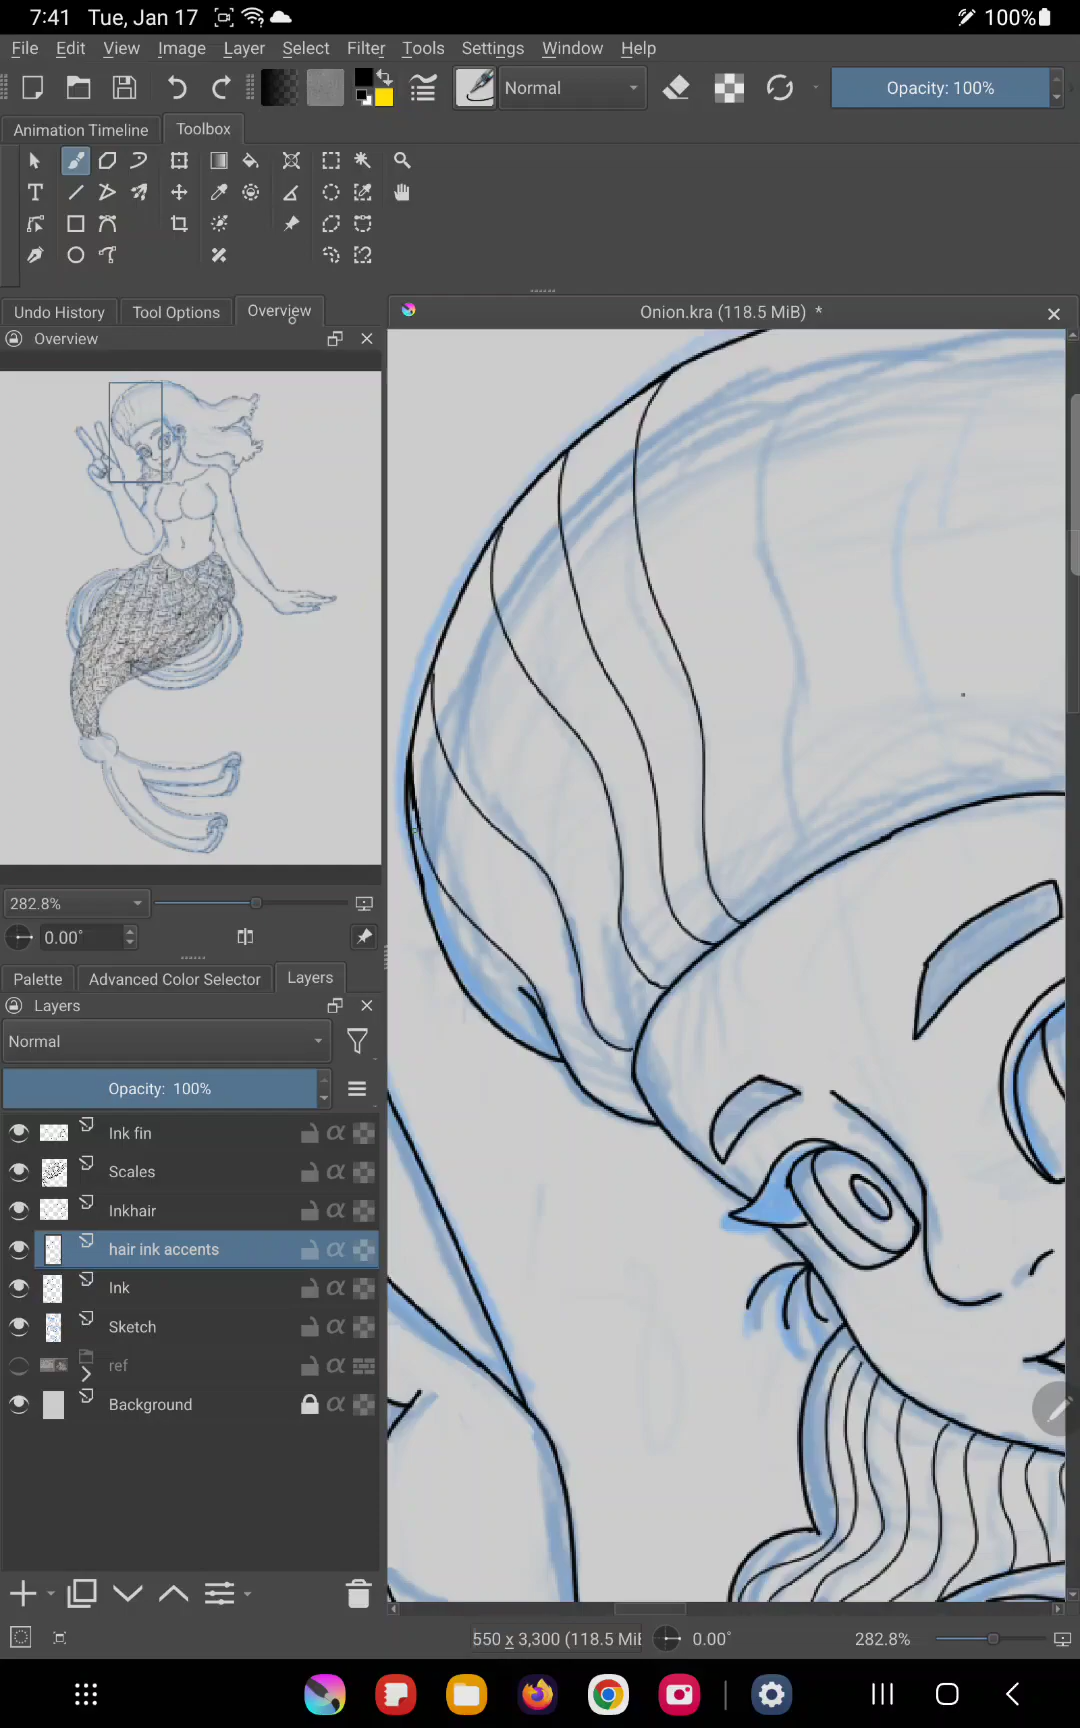 7:41 Tue, Jan 17 100%
File Edit View Image Layer Select Filter Tools Settings Window Help
Normal Opacity: 100%
Animation Timeline Toolbox
Undo History Tool Options Overview
Onion.kra (118.5 MiB) *
Overview
282.8%
0.00°
Palette Advanced Color Selector Layers
Layers
Normal
Opacity: 100%
Ink fin
Scales
Inkhair
hair ink accents
Ink
Sketch
ref
Background
550 x 3,300 (118.5 MiB 0.00° 282.8%